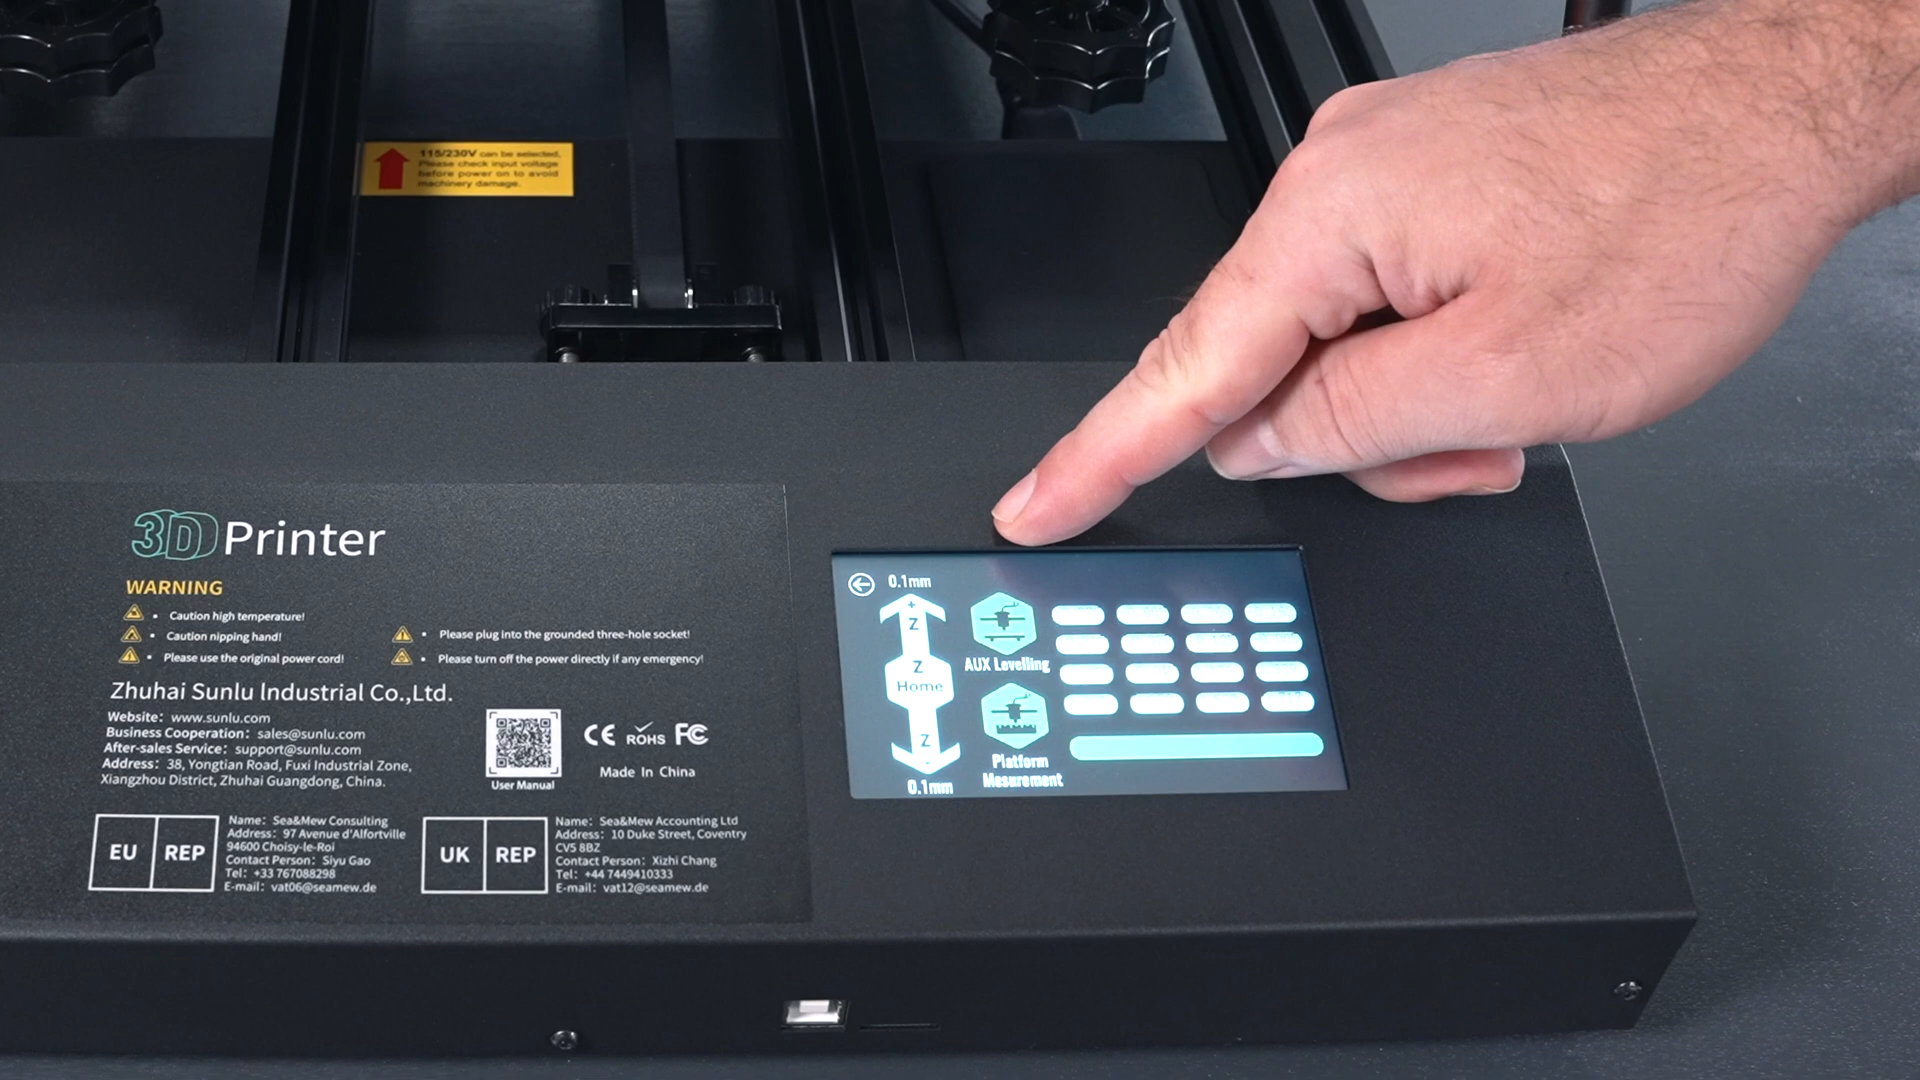 115/230V can be selected,
Please check input voltage
before power on to avoid
machinery damage.
3D Printer
WARNING
Caution high temperature!
Caution nipping hand!
Please use the original power cord!
Please plug into the grounded three-hole socket!
Please turn off the power directly if any emergency!
Zhuhai Sunlu lndustrial Co.,Ltd.
Website: www.sunlu.com
Business Cooperation: sales@sunlu.com
After-sales Service: support@sunlu.com
Address: 38, Yongtian Road, Fuxi Industrial Zone,
Xiangzhou District, Zhuhai Guangdong, China.
User Manual
CE ROHS FC
Made In China
EU REP
Name: Sea&Mew Consulting
Address: 97 Avenue d'Alfortville
94600 Choisy-le-Roi
Contact Person: Siyu Gao
Tel: +33 767088298
E-mail: vat06@seamew.de
UK REP
Name: Sea&Mew Accounting Ltd
Address: 10 Duke Street, Coventry
CV5 8BZ
Contact Person: Xizhi Chang
Tel: +44 7449410333
E-mail: vat12@seamew.de
0.1mm
+
Z
Z
Home
Z
-
0.1mm
AUX Levelling
Platform
Mesurement